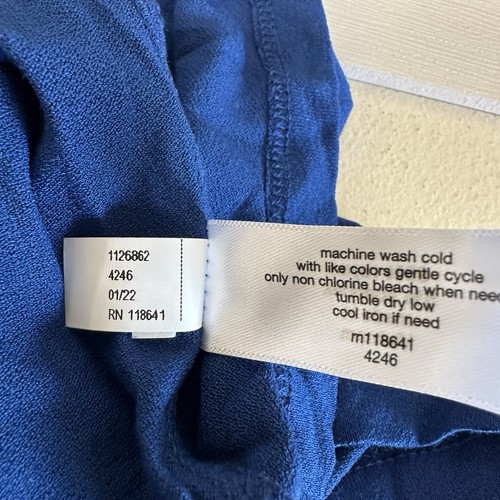 1126862
4246
01/22
RN 118641
machine wash cold
with like colors gentle cycle
only non chlorine bleach when
tumble dry low
cool iron if need
rn118641
4246